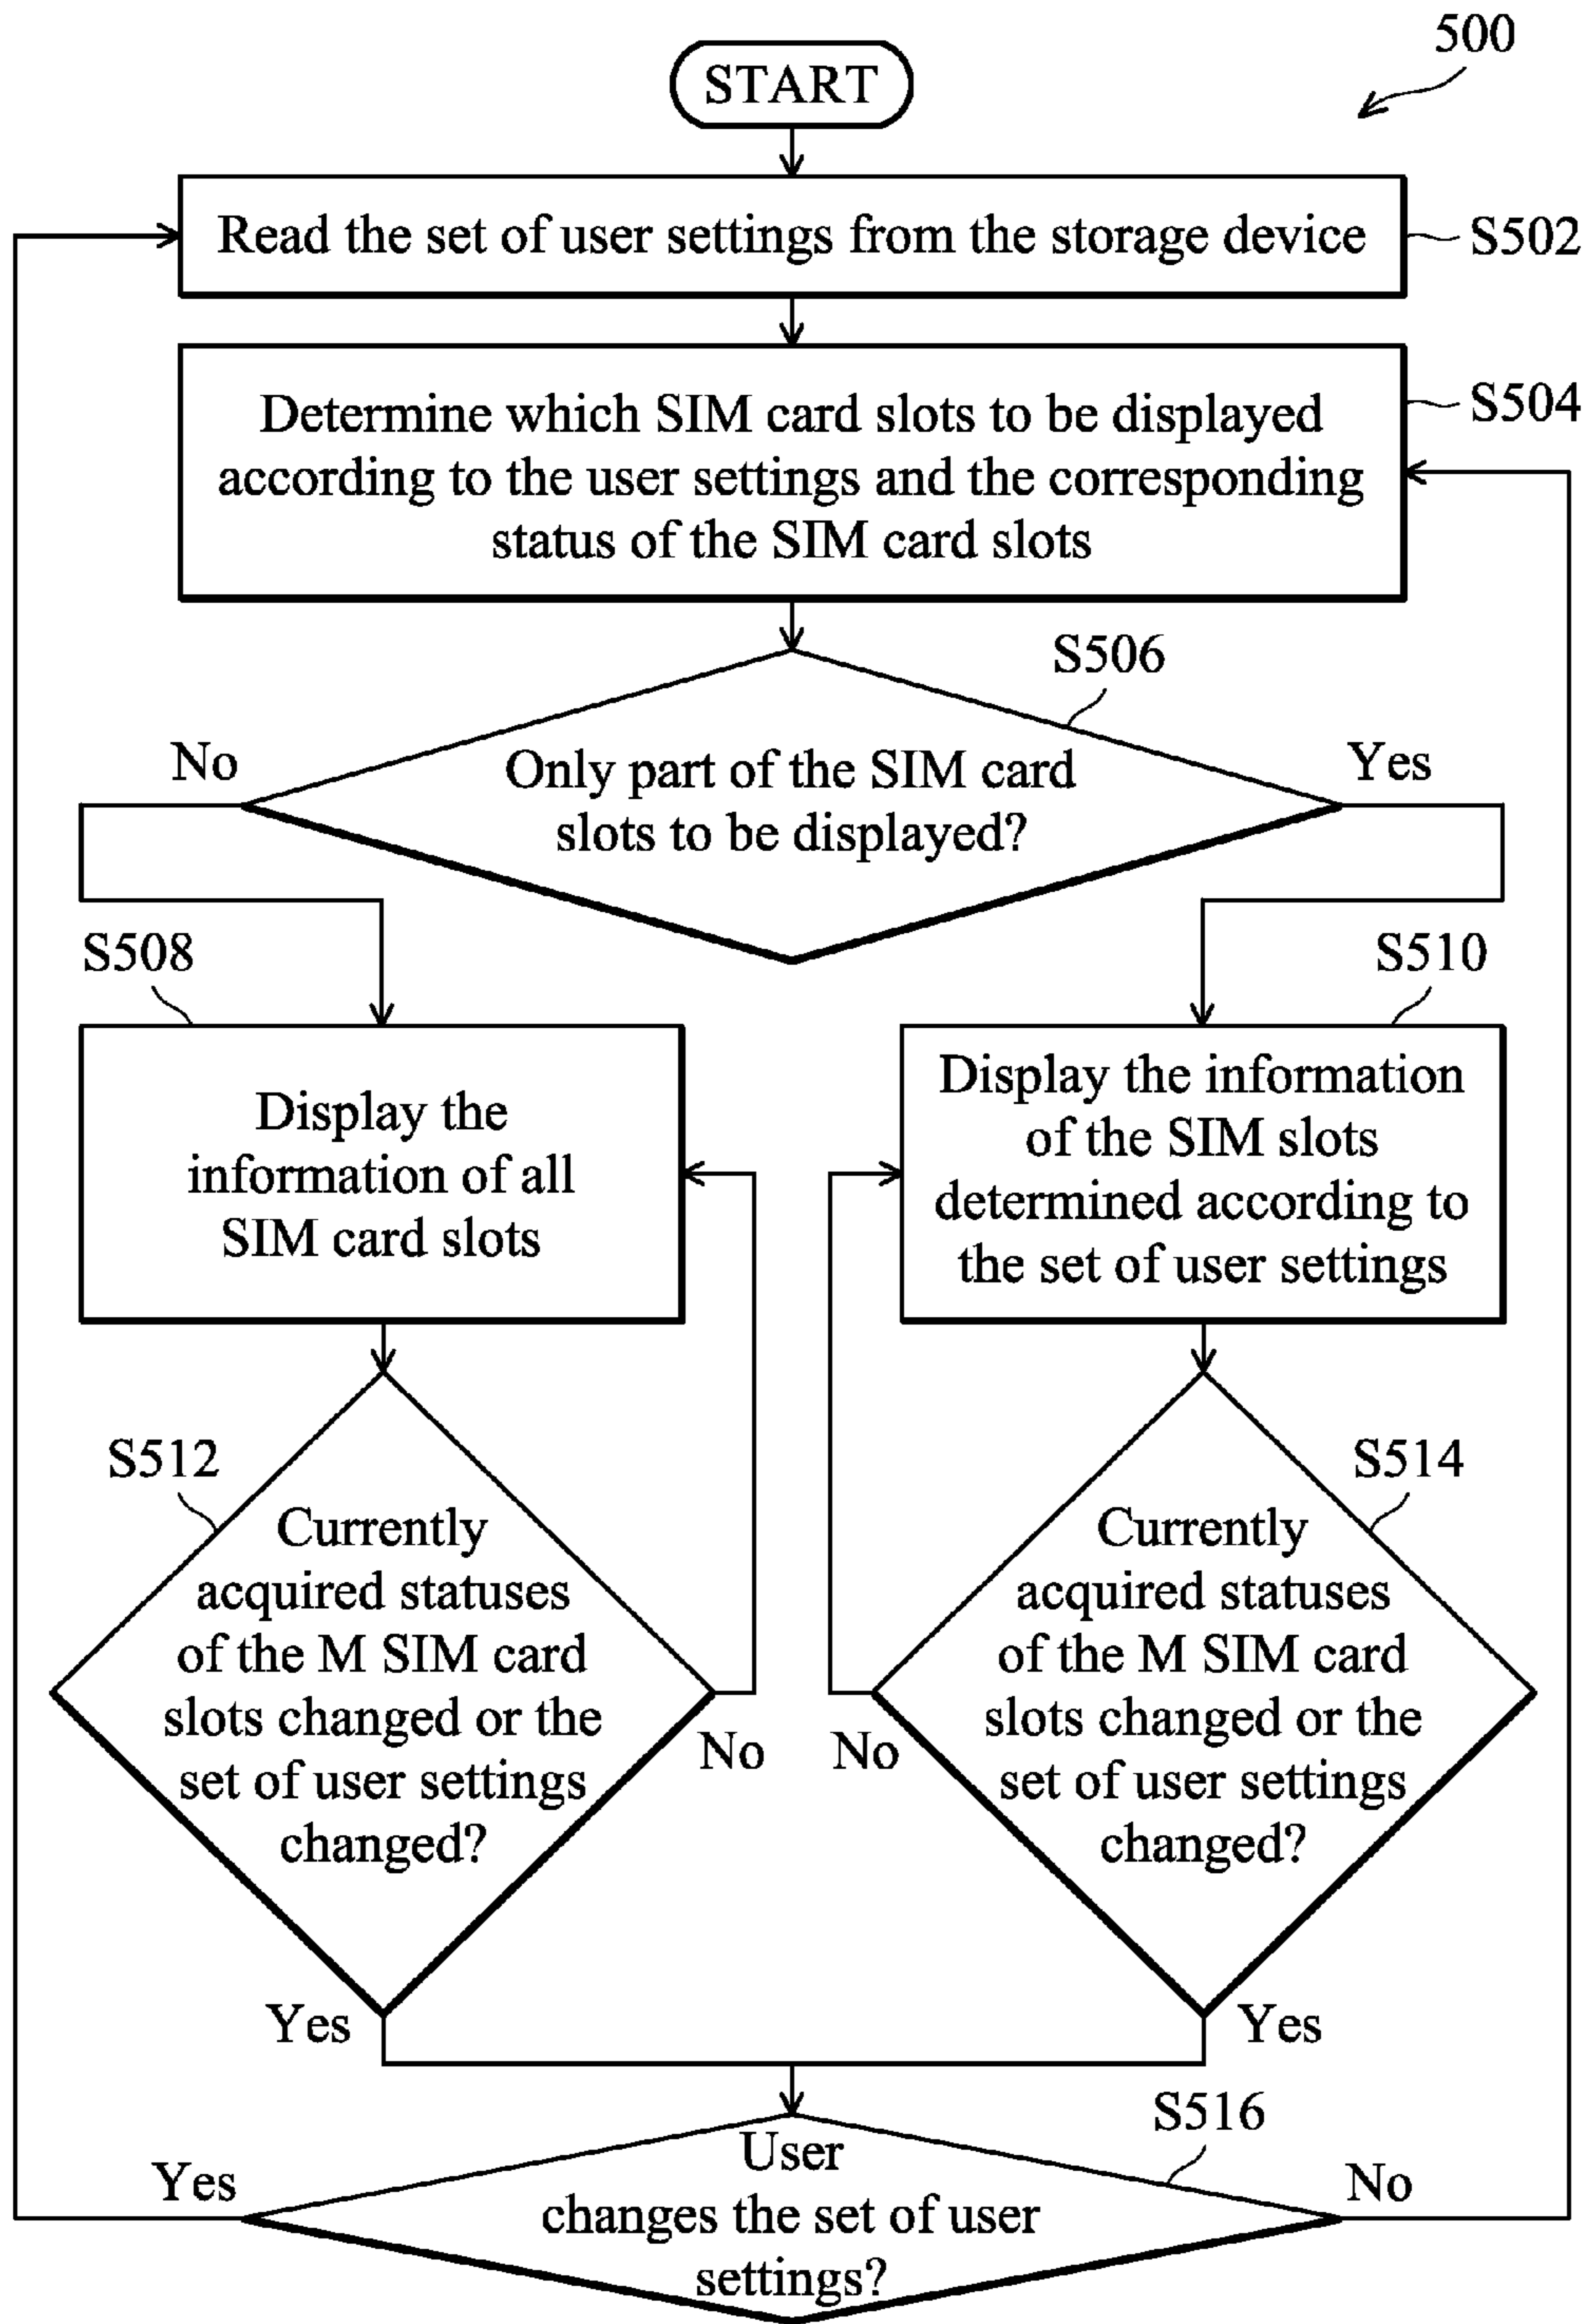 500
START
Read the set of user settings from the storage device
S502
Determine which SIM card slots to be displayed
according to the user settings and the corresponding
status of the SIM card slots
S504
S506
No
Only part of the SIM card
slots to be displayed?
Yes
S508
S510
Display the
information of all
SIM card slots
Display the information
of the SIM slots
determined according to
the set of user settings
S512
Currently
acquired statuses
of the M SIM card
slots changed or the
set of user settings
changed?
No
S514
Currently
acquired statuses
of the M SIM card
slots changed or the
set of user settings
changed?
No
Yes
Yes
S516
Yes
User
changes the set of user
settings?
No